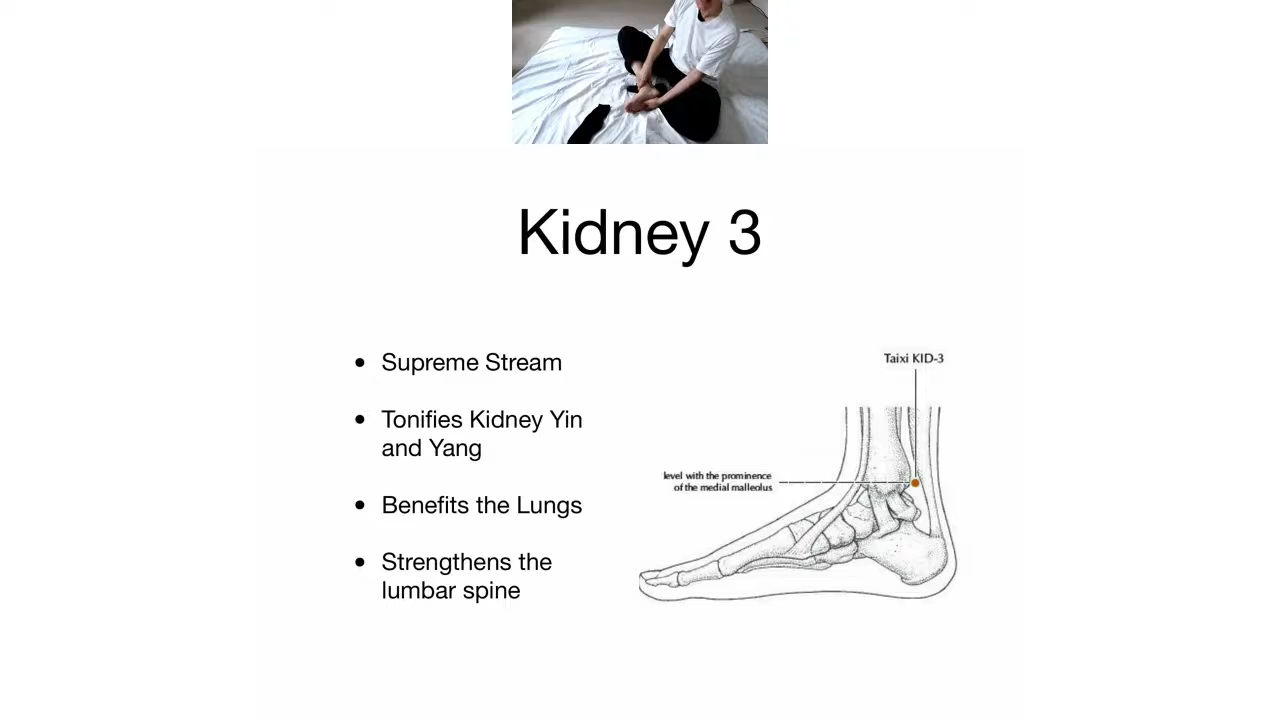 Kidney 3
• Supreme Stream
• Tonifies Kidney Yin
and Yang
• Benefits the Lungs
• Strengthens the
lumbar spine
Taixi KID-3
level with the prominence
of the medial malleolus